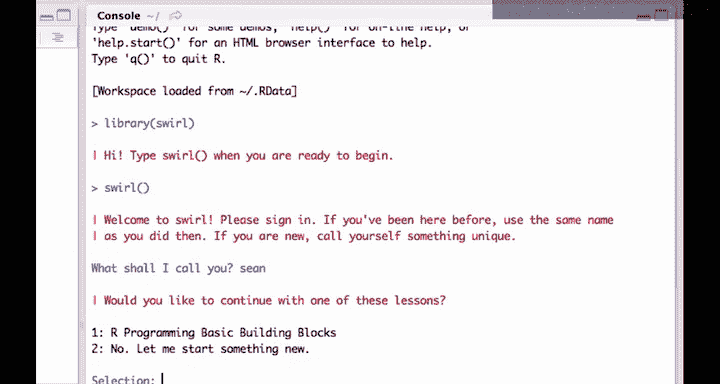 Console ~/
Type 'demo()' for some demos, 'help()' for on-line help, or
'help.start()' for an HTML browser interface to help.
Type 'q()' to quit R.
[Workspace loaded from ~/.RData]
> library(swirl)
| Hi! Type swirl() when you are ready to begin.
> swirl()
| Welcome to swirl! Please sign in. If you've been here before, use the same name
| as you did then. If you are new, call yourself something unique.
What shall I call you? sean
| Would you like to continue with one of these lessons?
1: R Programming Basic Building Blocks
2: No. Let me start something new.
Selection: